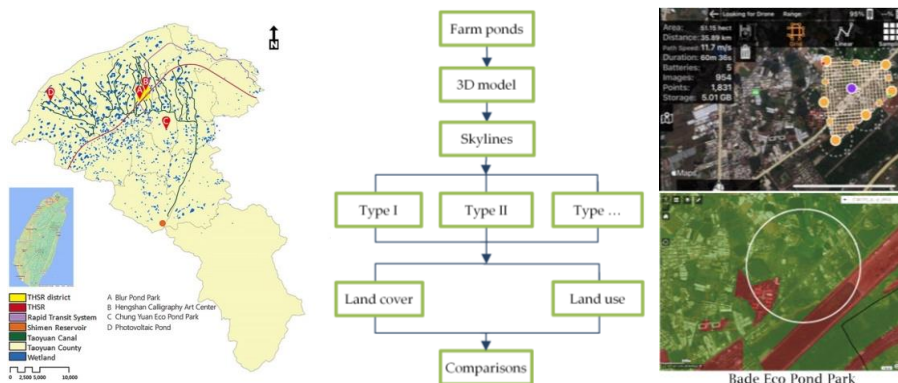 N
D
A
B
C
THSR district
THSR
Rapid Transit System
Shimen Reservoir
Taoyuan Canal
Taoyuan County
Wetland
0 2,500 5,000 10,000
A Blur Pond Park
B Hengshan Calligraphy Art Center
C Chung Yuan Eco Pond Park
D Photovoltaic Pond
Farm ponds
3D model
Skylines
Type I
Type II
Type ...
Land cover
Land use
Comparisons
Looking for Drone Range: 95%
Area: 51.15 hect
Distance: 35.89 km
Path Speed: 11.7 m/s
Duration: 60m 36s
Batteries: 5
Images: 954
Points: 1,831
Storage: 5.01 GB
Grid
Linear
Maps
Bade Eco Pond Park